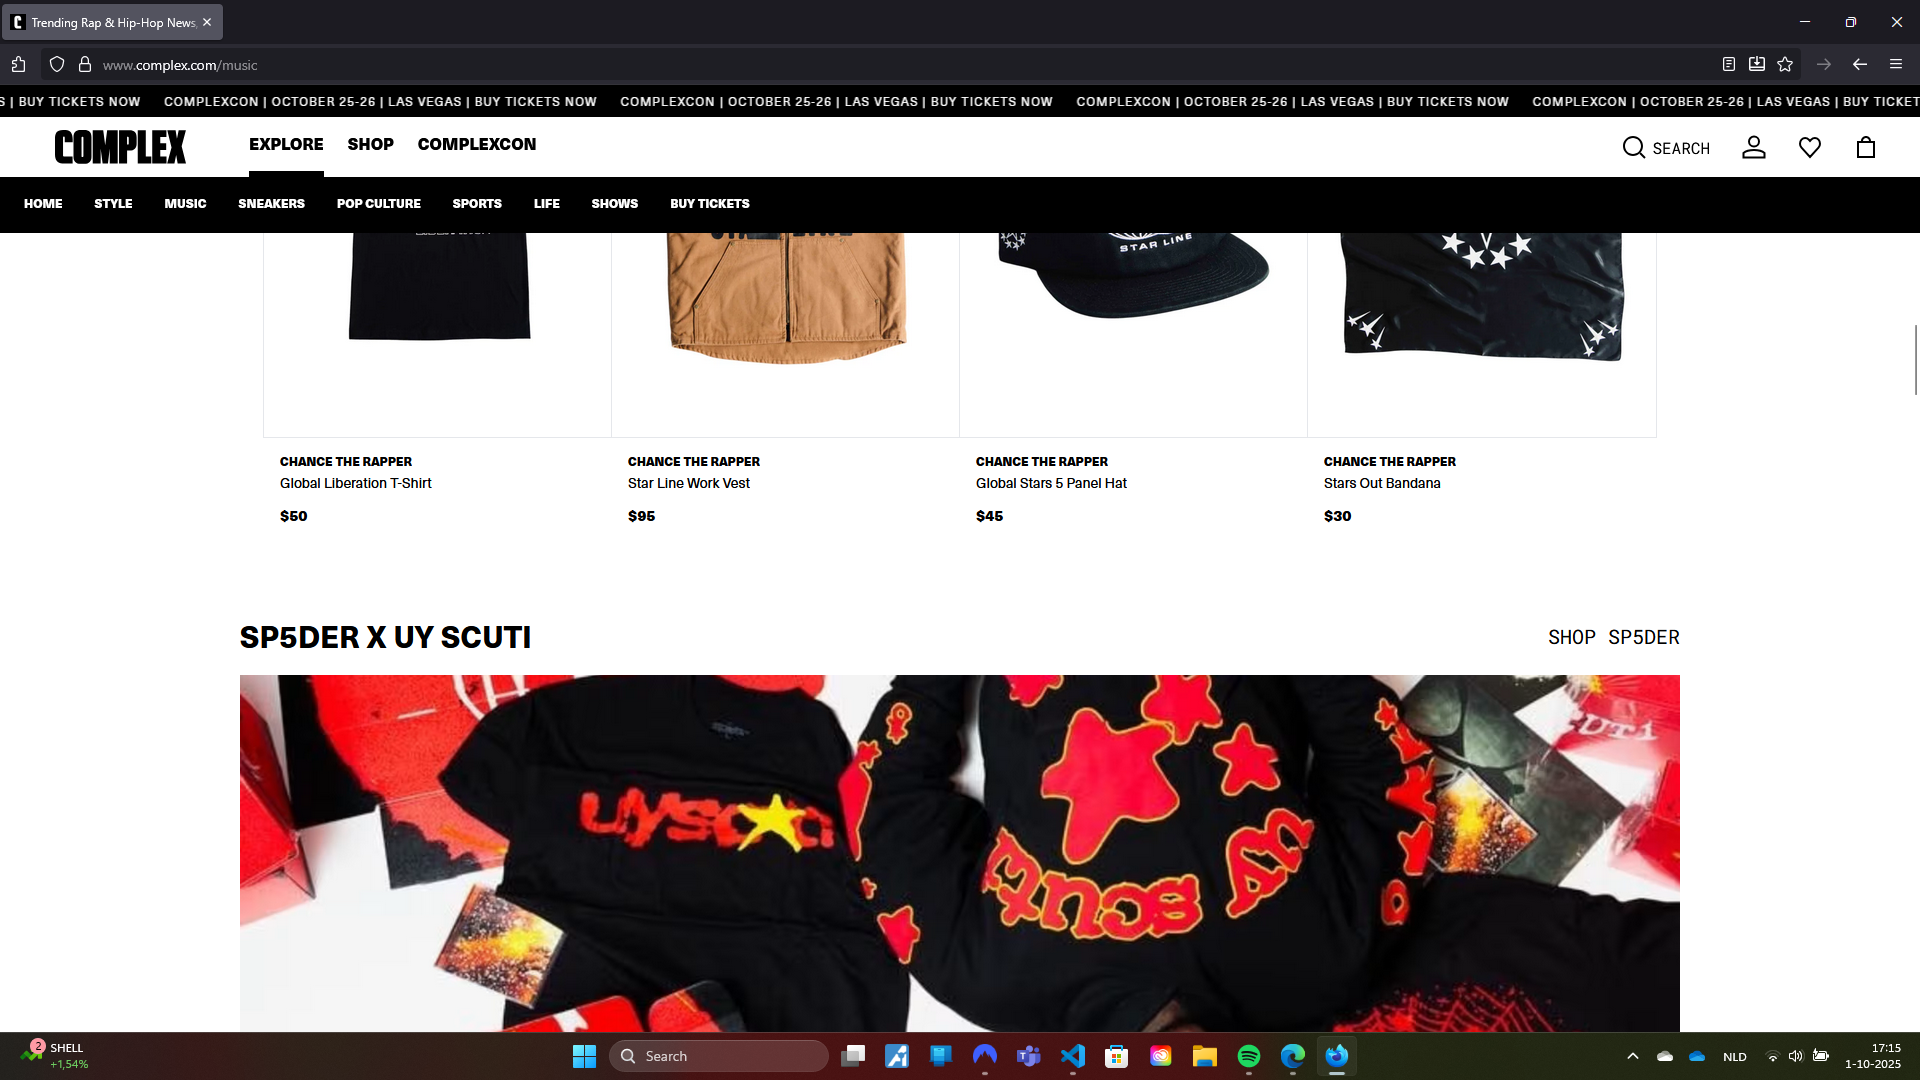 Trending Rap & Hip-Hop News,
www.complex.com/music
S | BUY TICKETS NOW COMPLEXCON | OCTOBER 25-26 | LAS VEGAS | BUY TICKETS NOW COMPLEXCON | OCTOBER 25-26 | LAS VEGAS | BUY TICKETS NOW COMPLEXCON | OCTOBER 25-26 | LAS VEGAS | BUY TICKETS NOW COMPLEXCON | OCTOBER 25-26 | LAS VEGAS | BUY TICKET
COMPLEX EXPLORE SHOP COMPLEXCON SEARCH
HOME STYLE MUSIC SNEAKERS POP CULTURE SPORTS LIFE SHOWS BUY TICKETS
STAR LINE
CHANCE THE RAPPER
Global Liberation T-Shirt
$50
CHANCE THE RAPPER
Star Line Work Vest
$95
CHANCE THE RAPPER
Global Stars 5 Panel Hat
$45
CHANCE THE RAPPER
Stars Out Bandana
$30
SP5DER X UY SCUTI
SHOP SP5DER
uy scuti
2
SHELL
+1,54%
Search
NLD
17:15
1-10-2025